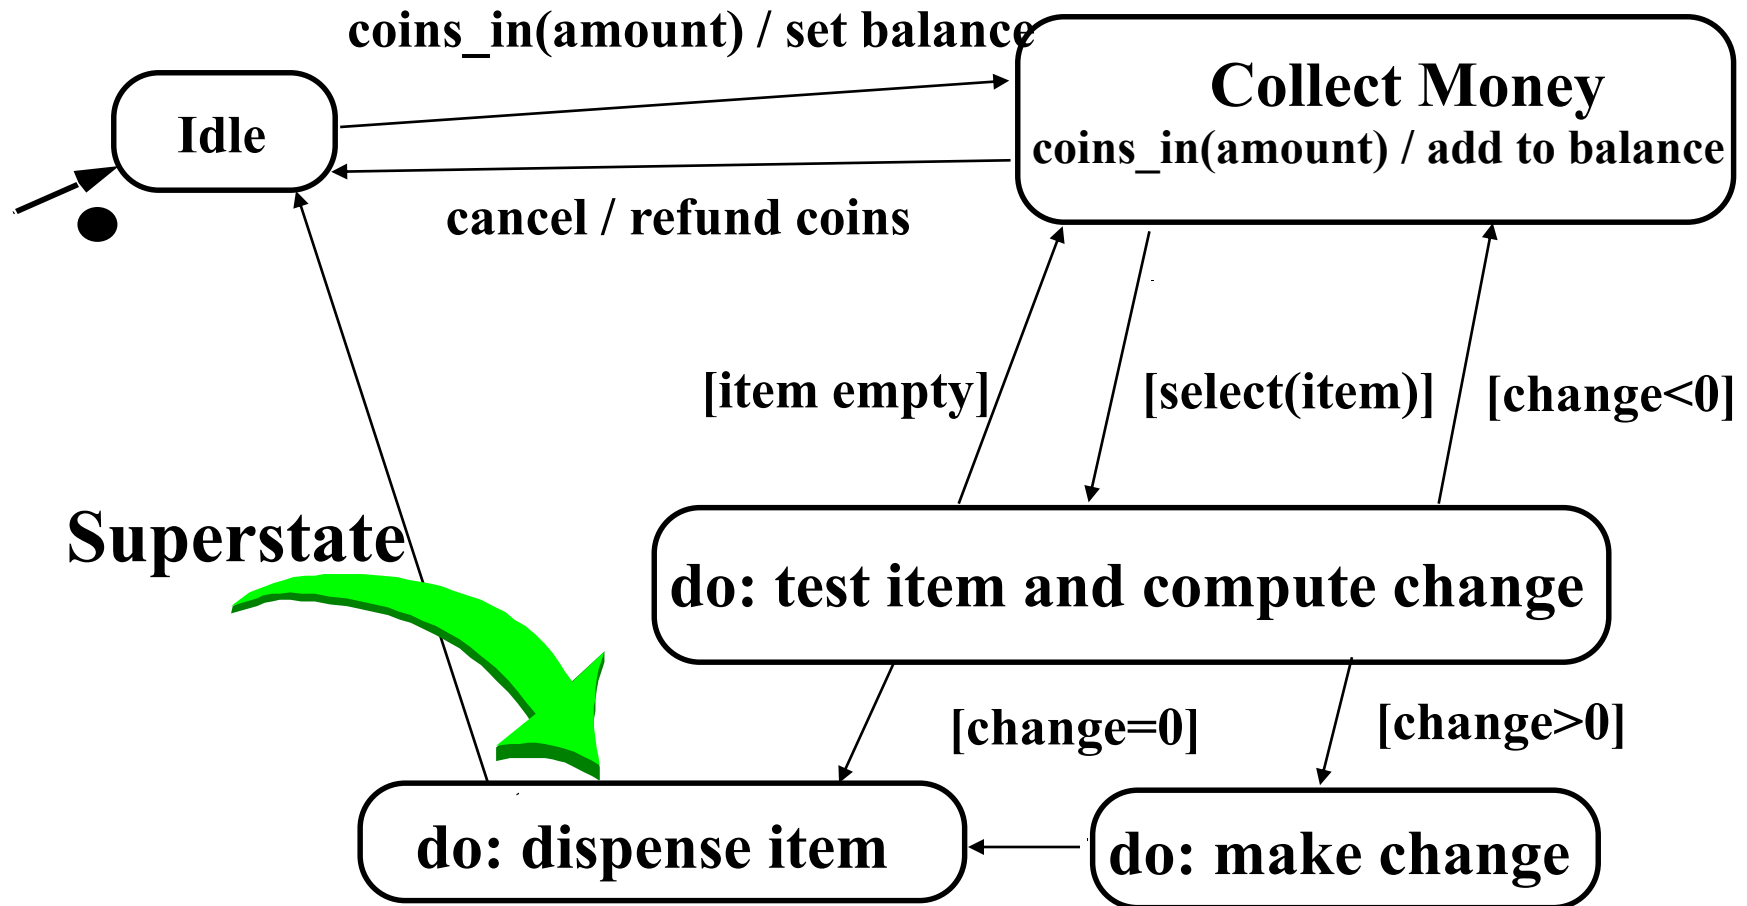 coins_in(amount) / set balance
Collect Money
Idle
coins_in(amount) / add to balance
cancel / refund coins
[item empty]
[select(item)]
[change<0]
Superstate
do: test item and compute change
[change=0]
[change>0]
do: dispense item
do: make change